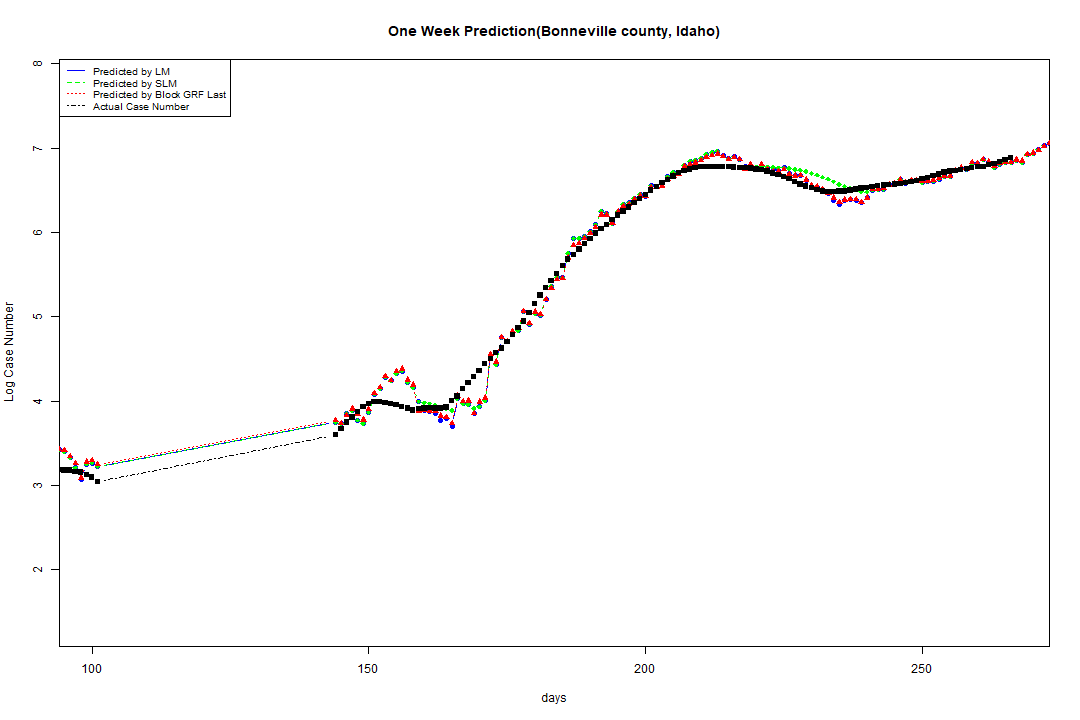 One Week Prediction(Bonneville county, Idaho)
Predicted by LM
Predicted by SLM
Predicted by Block GRF Last
Actual Case Number
8
7
6
5
4
3
2
Log Case Number
100 150 200 250
days